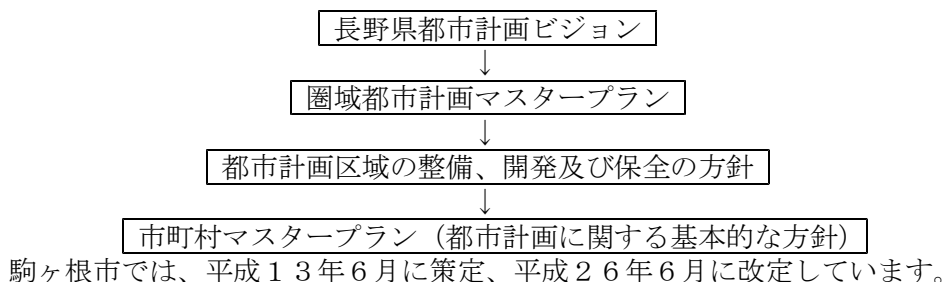 長野県都市計画ビジョン
↓
圏域都市計画マスタープラン
↓
都市計画区域の整備、開発及び保全の方針
↓
市町村マスタープラン（都市計画に関する基本的な方針）
駒ヶ根市では、平成１３年６月に策定、平成２６年６月に改定しています。